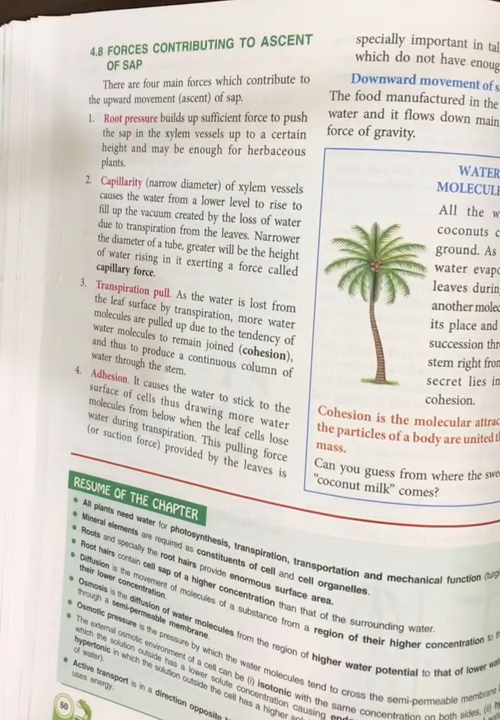 4.8 FORCES CONTRIBUTING TO ASCENT
OF SAP
There are four main forces which contribute to
the upward movement (ascent) of sap.
1. Root pressure builds up sufficient force to push
the sap in the xylem vessels up to a certain
height and may be enough for herbaceous
plants.
2. Capillarity (narrow diameter) of xylem vessels
causes the water from a lower level to rise to
fill up the vacuum created by the loss of water
due to transpiration from the leaves. Narrower
the diameter of a tube, greater will be the height
of water rising in it exerting a force called
capillary force.
3. Transpiration pull. As the water is lost from
the leaf surface by transpiration, more water
molecules are pulled up due to the tendency of
water molecules to remain joined (cohesion),
and thus to produce a continuous column of
water through the stem.
4. Adhesion. It causes the water to stick to the
surface of cells thus drawing more water
molecules from below when the leaf cells lose
water during transpiration. This pulling force
(or suction force) provided by the leaves is
specially important in tal
which do not have enoug
Downward movement of s
The food manufactured in the
water and it flows down main
force of gravity.
WATER
MOLECULE
All the w
coconuts c
ground. As
water evapo
leaves durin
another molec
its place and
succession thr
stem right from
secret lies in
cohesion.
Cohesion is the molecular attrac
the particles of a body are united t
mass.
Can you guess from where the swe
"coconut milk" comes?
RESUME OF THE CHAPTER
• All plants need water for photosynthesis, transpiration, transportation and mechanical function (turgi
• Mineral elements are required as constituents of cell and cell organelles.
• Roots and specially the root hairs provide enormous surface area.
• Root hairs contain cell sap of a higher concentration than that of the surrounding water.
• Diffusion is the movement of molecules of a substance from a region of their higher concentration to
their lower concentration.
• Osmosis is the diffusion of water molecules from the region of higher water potential to that of lower wat
through a semi-permeable membrane.
• Osmotic pressure is the pressure by which the water molecules tend to cross the semi-permeable membrane
• The external osmotic environment of a cell can be (i) isotonic with the same concentration on both sides, (ii)
which the solution outside has a lower solute concentration causing
hypertonic in which the solution outside the cell has a higher
of water).
• Active transport is in a direction opposite
uses energy.
50